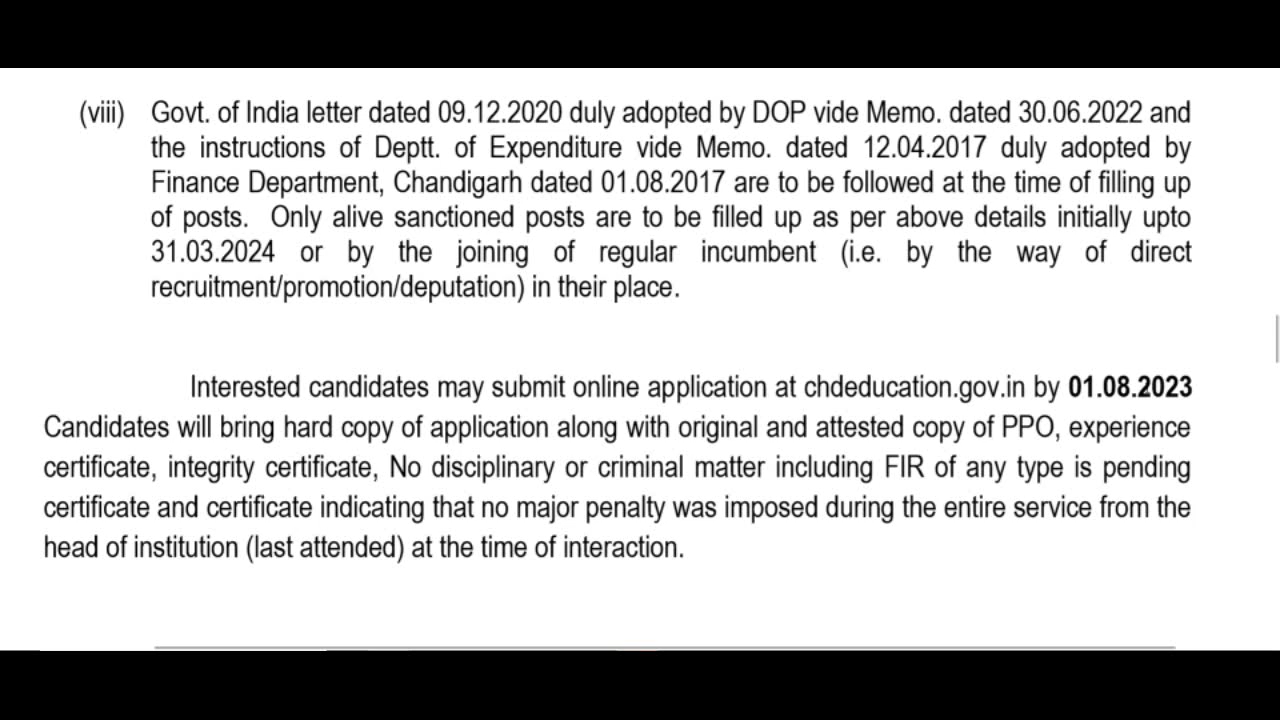 (viii) Govt. of India letter dated 09.12.2020 duly adopted by DOP vide Memo. dated 30.06.2022 and
the instructions of Deptt. of Expenditure vide Memo. dated 12.04.2017 duly adopted by
Finance Department, Chandigarh dated 01.08.2017 are to be followed at the time of filling up
of posts. Only alive sanctioned posts are to be filled up as per above details initially upto
31.03.2024 or by the joining of regular incumbent (i.e. by the way of direct
recruitment/promotion/deputation) in their place.
Interested candidates may submit online application at chdeducation.gov.in by 01.08.2023
Candidates will bring hard copy of application along with original and attested copy of PPO, experience
certificate, integrity certificate, No disciplinary or criminal matter including FIR of any type is pending
certificate and certificate indicating that no major penalty was imposed during the entire service from the
head of institution (last attended) at the time of interaction.